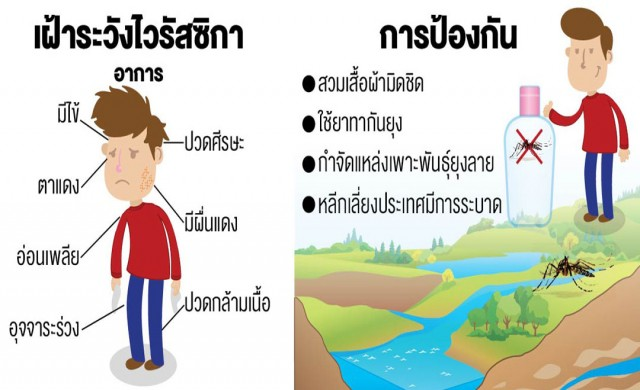 เฝ้าระวังไวรัสซิกา
อาการ
มีไข้
ปวดศีรษะ
ตาแดง
มีผื่นแดง
อ่อนเพลีย
ปวดกล้ามเนื้อ
อุจจาระร่วง
การป้องกัน
● สวมเสื้อผ้ามิดชิด
● ใช้ยาทากันยุง
● กำจัดแหล่งเพาะพันธุ์ยุงลาย
● หลีกเลี่ยงประเทศมีการระบาด